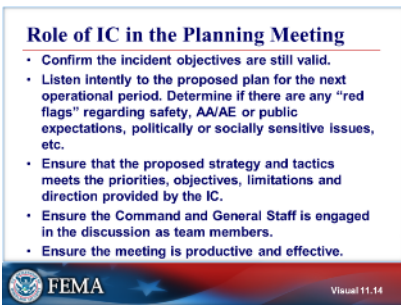 Role of IC in the Planning Meeting
• Confirm the incident objectives are still valid.
• Listen intently to the proposed plan for the next
operational period. Determine if there are any “red
flags” regarding safety, AA/AE or public
expectations, politically or socially sensitive issues,
etc.
• Ensure that the proposed strategy and tactics
meets the priorities, objectives, limitations and
direction provided by the IC.
• Ensure the Command and General Staff is engaged
in the discussion as team members.
• Ensure the meeting is productive and effective.
FEMA
Visual 11.14